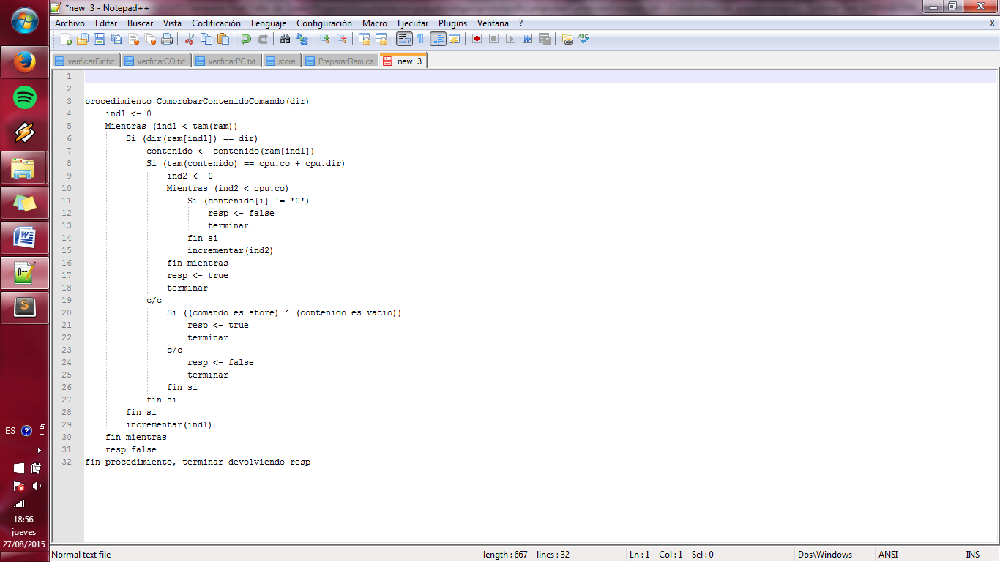 *new 3 - Notepad++
Archivo Editar Buscar Vista Codificación Lenguaje Configuración Macro Ejecutar Plugins Ventana ? X
verificarDir.txt verificarCO.txt verificarPC.txt store PrepararRam.cs new 3
1
2
3 procedimiento ComprobarContenidoComando(dir)
4 ind1 <- 0
5 Mientras (ind1 < tam(ram))
6 Si (dir(ram[ind1]) == dir)
7 contenido <- contenido(ram[ind1])
8 Si (tam(contenido) == cpu.co + cpu.dir)
9 ind2 <- 0
10 Mientras (ind2 < cpu.co)
11 Si (contenido[i] != '0')
12 resp <- false
13 terminar
14 fin si
15 incrementar(ind2)
16 fin mientras
17 resp <- true
18 terminar
19 c/c
20 Si ((comando es store) ^ (contenido es vacio))
21 resp <- true
22 terminar
23 c/c
24 resp <- false
25 terminar
26 fin si
27 fin si
28 fin si
29 incrementar(ind1)
30 fin mientras
31 resp false
32 fin procedimiento, terminar devolviendo resp
ES
18:56
jueves
27/08/2015
Normal text file length : 667 lines : 32 Ln : 1 Col : 1 Sel : 0 Dos\Windows ANSI INS